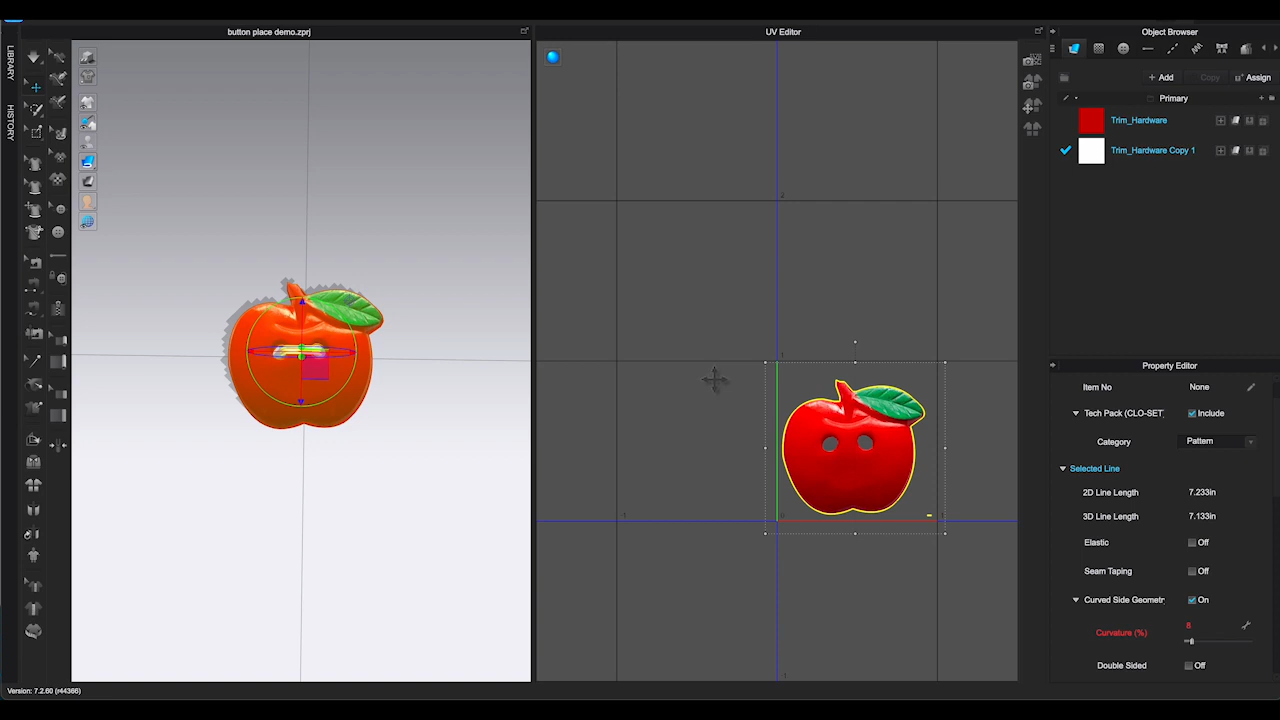 button place demo.zprj
UV Editor
Object Browser
LIBRARY
HISTORY
+ Add
Copy
Assign
Primary
Trim_Hardware
Trim_Hardware Copy 1
Property Editor
Item No
None
Tech Pack (CLO-SET
Include
Category
Pattern
Selected Line
2D Line Length
7.233in
3D Line Length
7.133in
Elastic
Off
Seam Taping
Off
Curved Side Geometr
On
Curvature (%)
8
Double Sided
Off
Version: 7.2.60 (r44366)